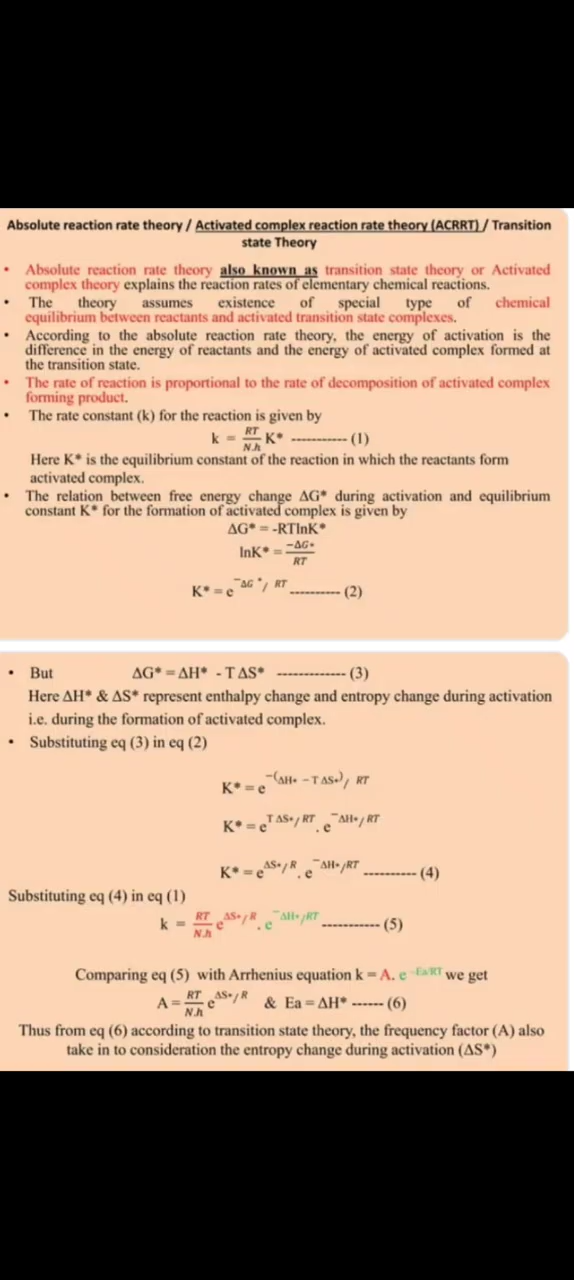 Absolute reaction rate theory / Activated complex reaction rate theory (ACRRT) / Transition
state Theory
• Absolute reaction rate theory also known as transition state theory or Activated
complex theory explains the reaction rates of elementary chemical reactions.
• The theory assumes existence of special type of chemical
equilibrium between reactants and activated transition state complexes.
• According to the absolute reaction rate theory, the energy of activation is the
difference in the energy of reactants and the energy of activated complex formed at
the transition state.
• The rate of reaction is proportional to the rate of decomposition of activated complex
forming product.
• The rate constant (k) for the reaction is given by
k = RT/N.h K* ----------- (1)
Here K* is the equilibrium constant of the reaction in which the reactants form
activated complex.
• The relation between free energy change ΔG* during activation and equilibrium
constant K* for the formation of activated complex is given by
ΔG* = -RTlnK*
lnK* = −ΔG*/RT
K* = e^−ΔG*/RT ---------- (2)
• But ΔG* = ΔH* - T ΔS* ------------- (3)
Here ΔH* & ΔS* represent enthalpy change and entropy change during activation
i.e. during the formation of activated complex.
• Substituting eq (3) in eq (2)
K* = e^−(ΔH* − T ΔS*)/RT
K* = e^T ΔS*/RT . e^−ΔH*/RT
K* = e^ΔS*/R . e^−ΔH*/RT ---------- (4)
Substituting eq (4) in eq (1)
k = RT/N.h e^ΔS*/R . e^−ΔH*/RT ----------- (5)
Comparing eq (5) with Arrhenius equation k = A. e^−Ea/RT we get
A = RT/N.h e^ΔS*/R & Ea = ΔH* ------ (6)
Thus from eq (6) according to transition state theory, the frequency factor (A) also
take in to consideration the entropy change during activation (ΔS*)